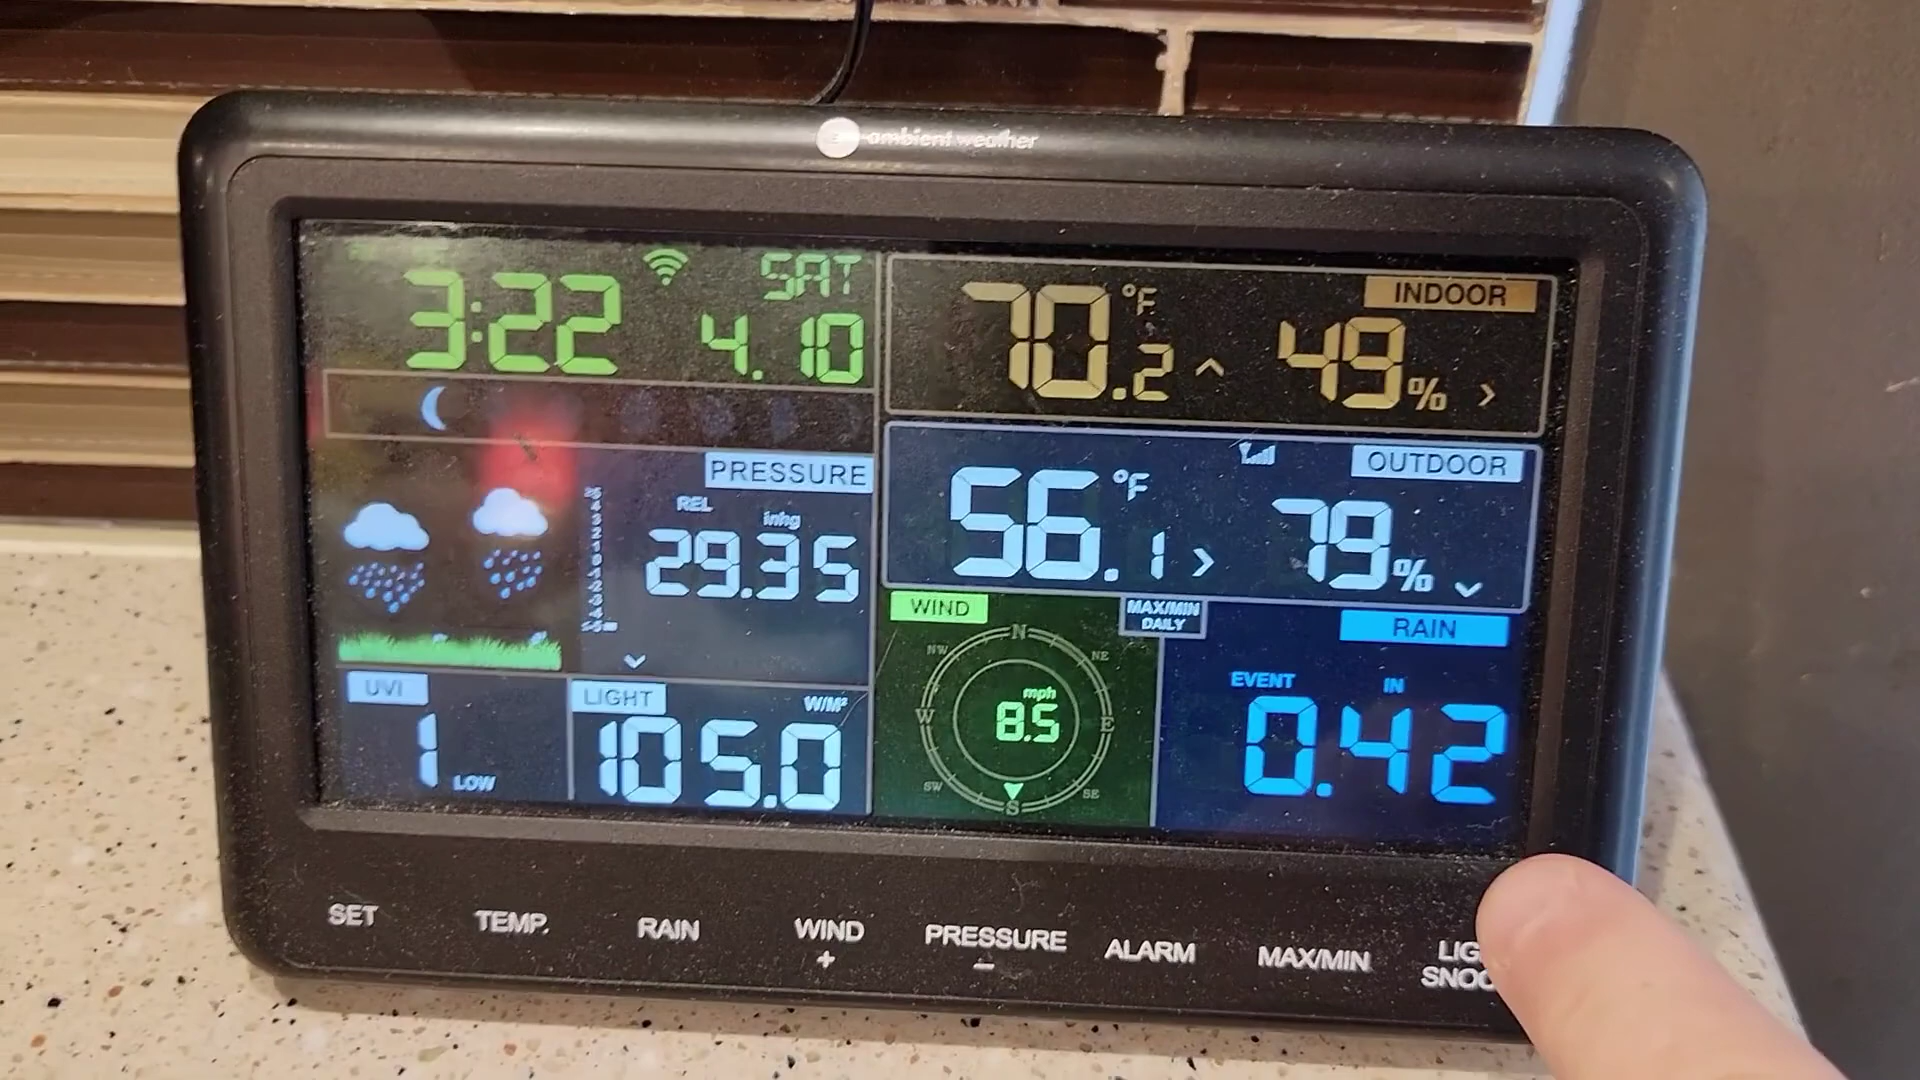 ambient weather
3:22
SAT
4.10
70.2 °F
49%
INDOOR
PRESSURE
REL
inhg
29.35
56.1 °F
79%
OUTDOOR
UVI
1 LOW
LIGHT
W/M²
105.0
WIND
MAX/MIN
DAILY
N
NW
NE
W
E
SW
SE
S
mph
8.5
RAIN
EVENT
IN
0.42
SET
TEMP.
RAIN
WIND
+
PRESSURE
−
ALARM
MAX/MIN
LIG
SNOO